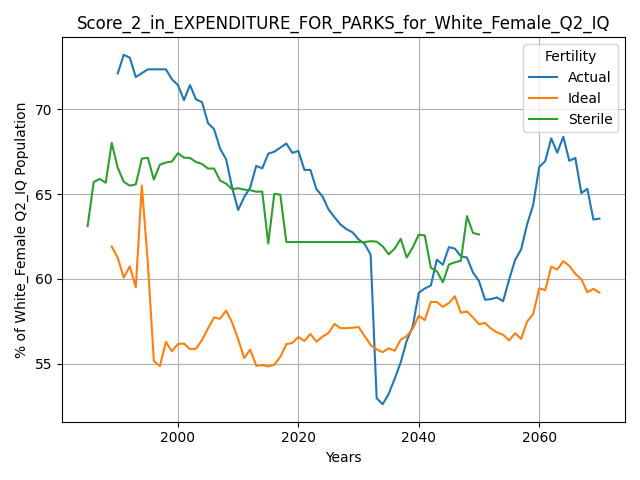 Score_2_in_EXPENDITURE_FOR_PARKS_for_White_Female_Q2_IQ
Fertility
Actual
Ideal
Sterile
% of White_Female Q2_IQ Population
70
65
60
55
2000
2020
2040
2060
Years